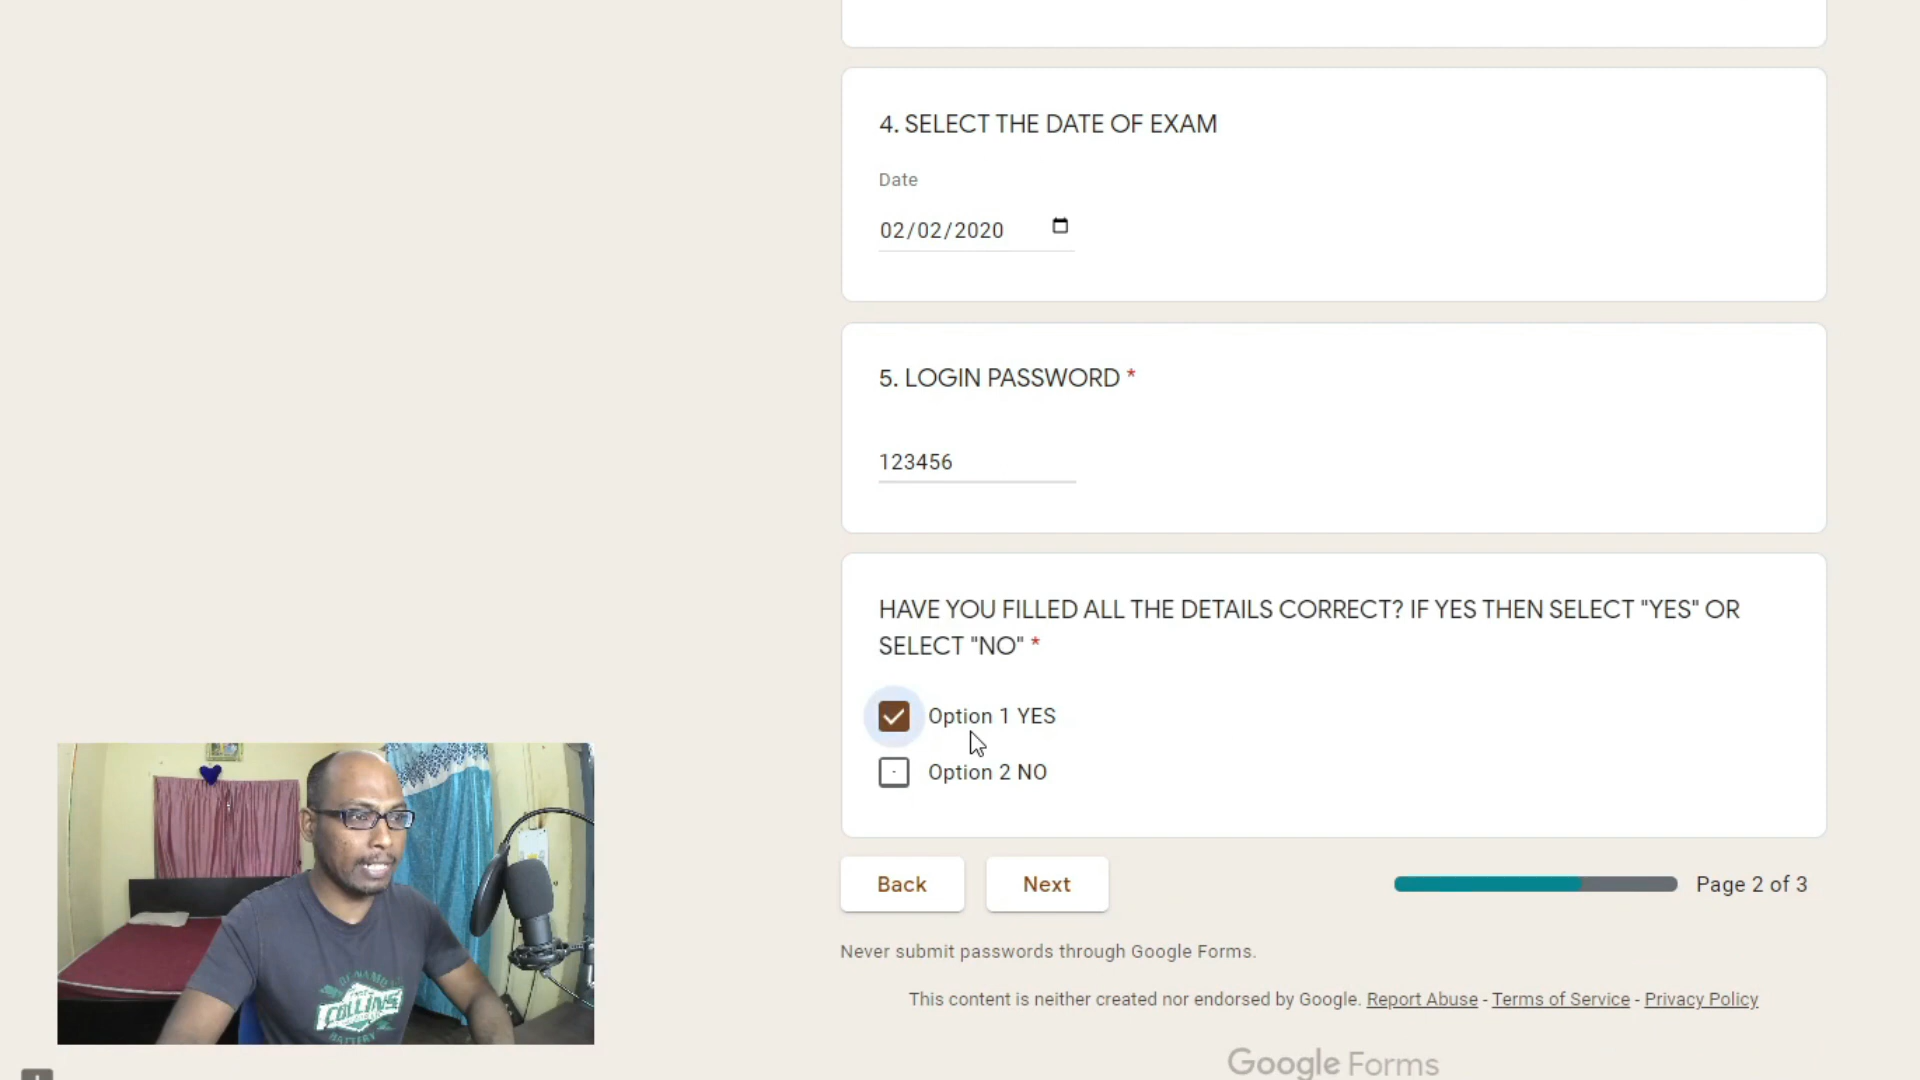 4. SELECT THE DATE OF EXAM
Date
02/02/2020
5. LOGIN PASSWORD *
123456
HAVE YOU FILLED ALL THE DETAILS CORRECT? IF YES THEN SELECT "YES" OR
SELECT "NO" *
Option 1 YES
Option 2 NO
Back
Next
Page 2 of 3
Never submit passwords through Google Forms.
This content is neither created nor endorsed by Google. Report Abuse - Terms of Service - Privacy Policy
Google Forms
COLLINS
BATTERY